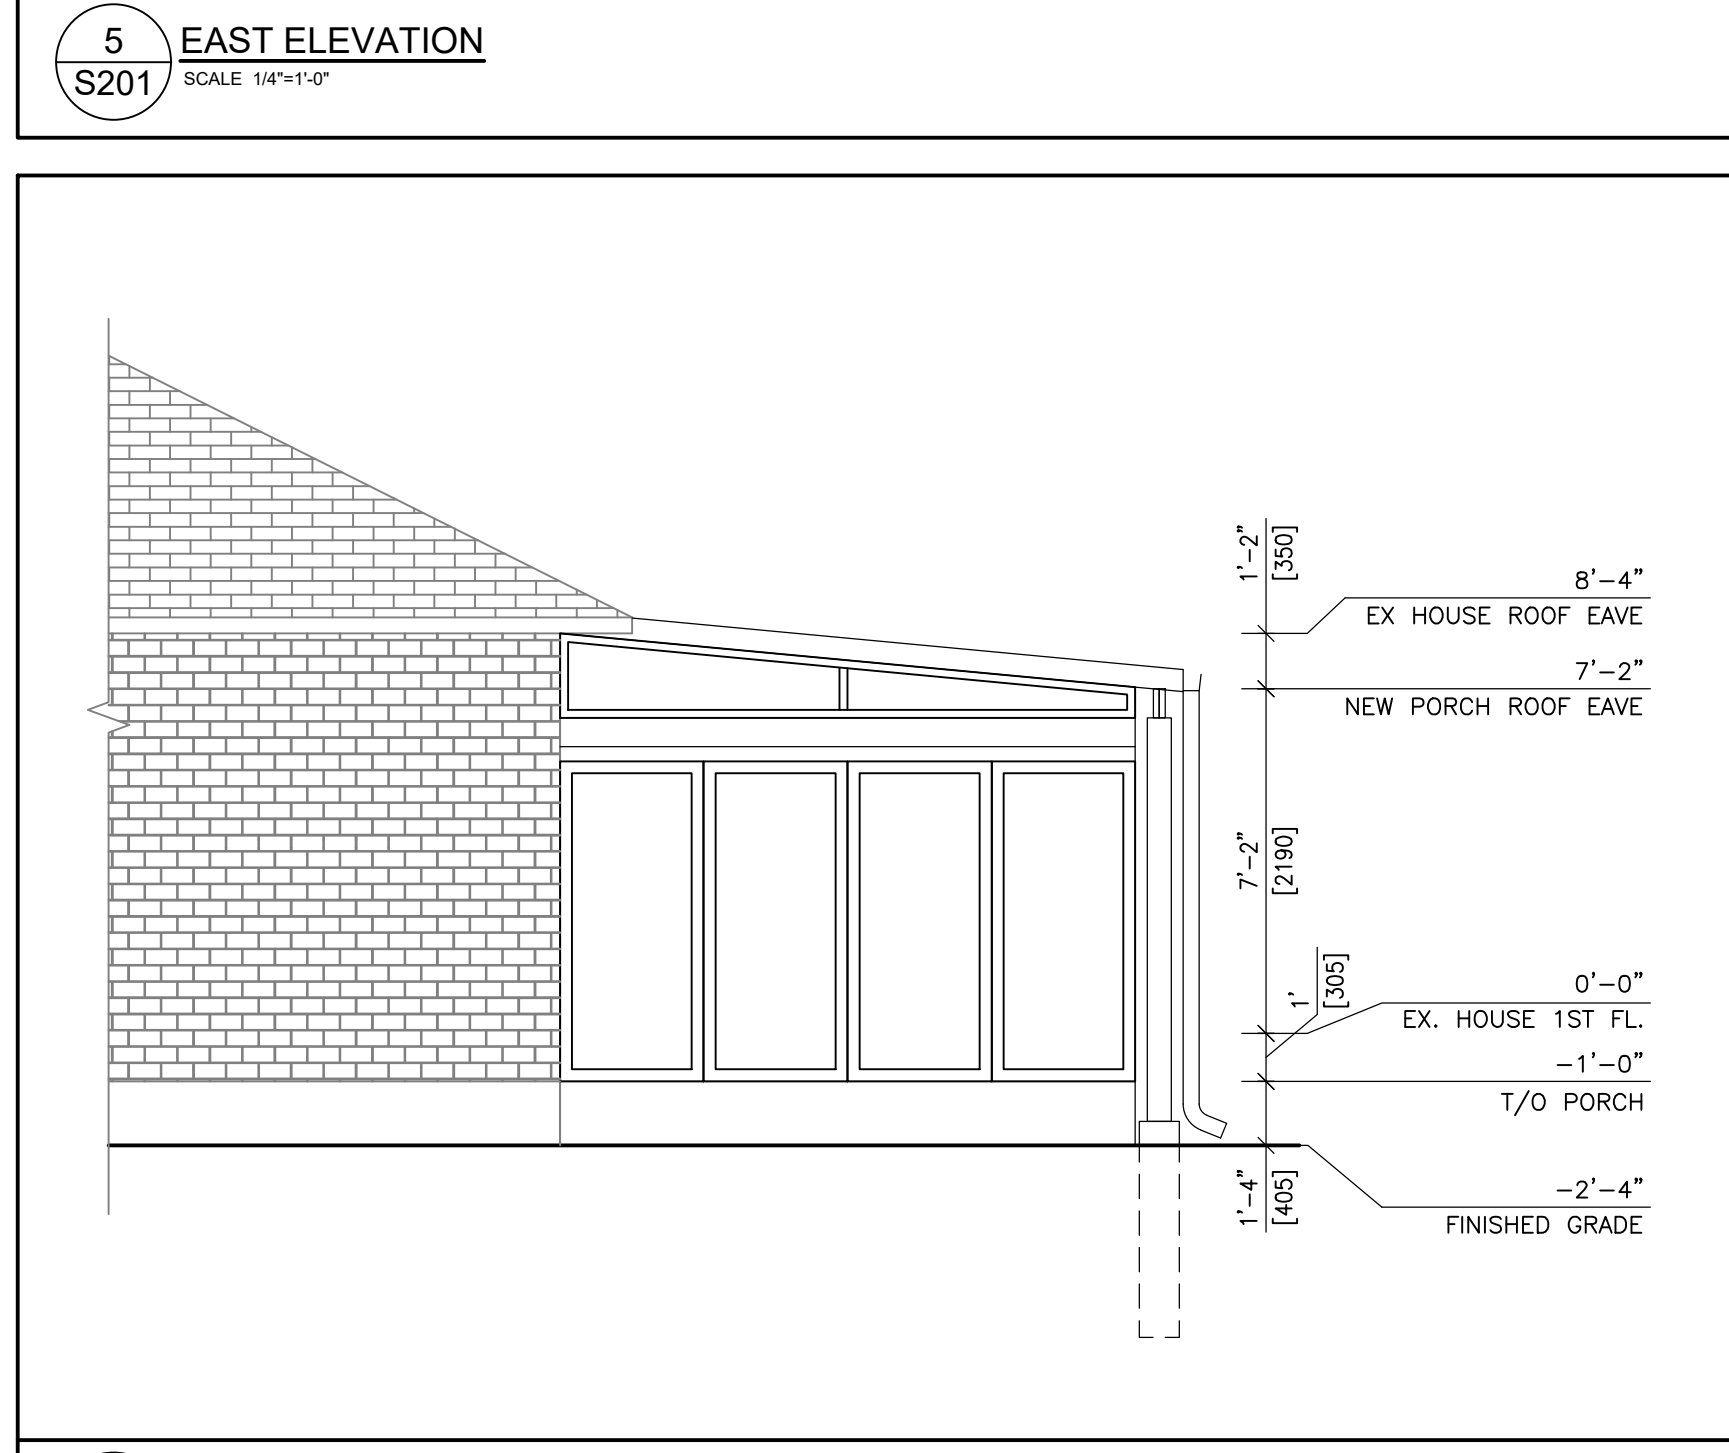 5
S201
EAST ELEVATION
SCALE 1/4"=1'-0"
1'-2"
[350]
8'-4"
EX HOUSE ROOF EAVE
7'-2"
NEW PORCH ROOF EAVE
7'-2"
[2190]
1'
[305]
0'-0"
EX. HOUSE 1ST FL.
-1'-0"
T/O PORCH
1'-4"
[405]
-2'-4"
FINISHED GRADE